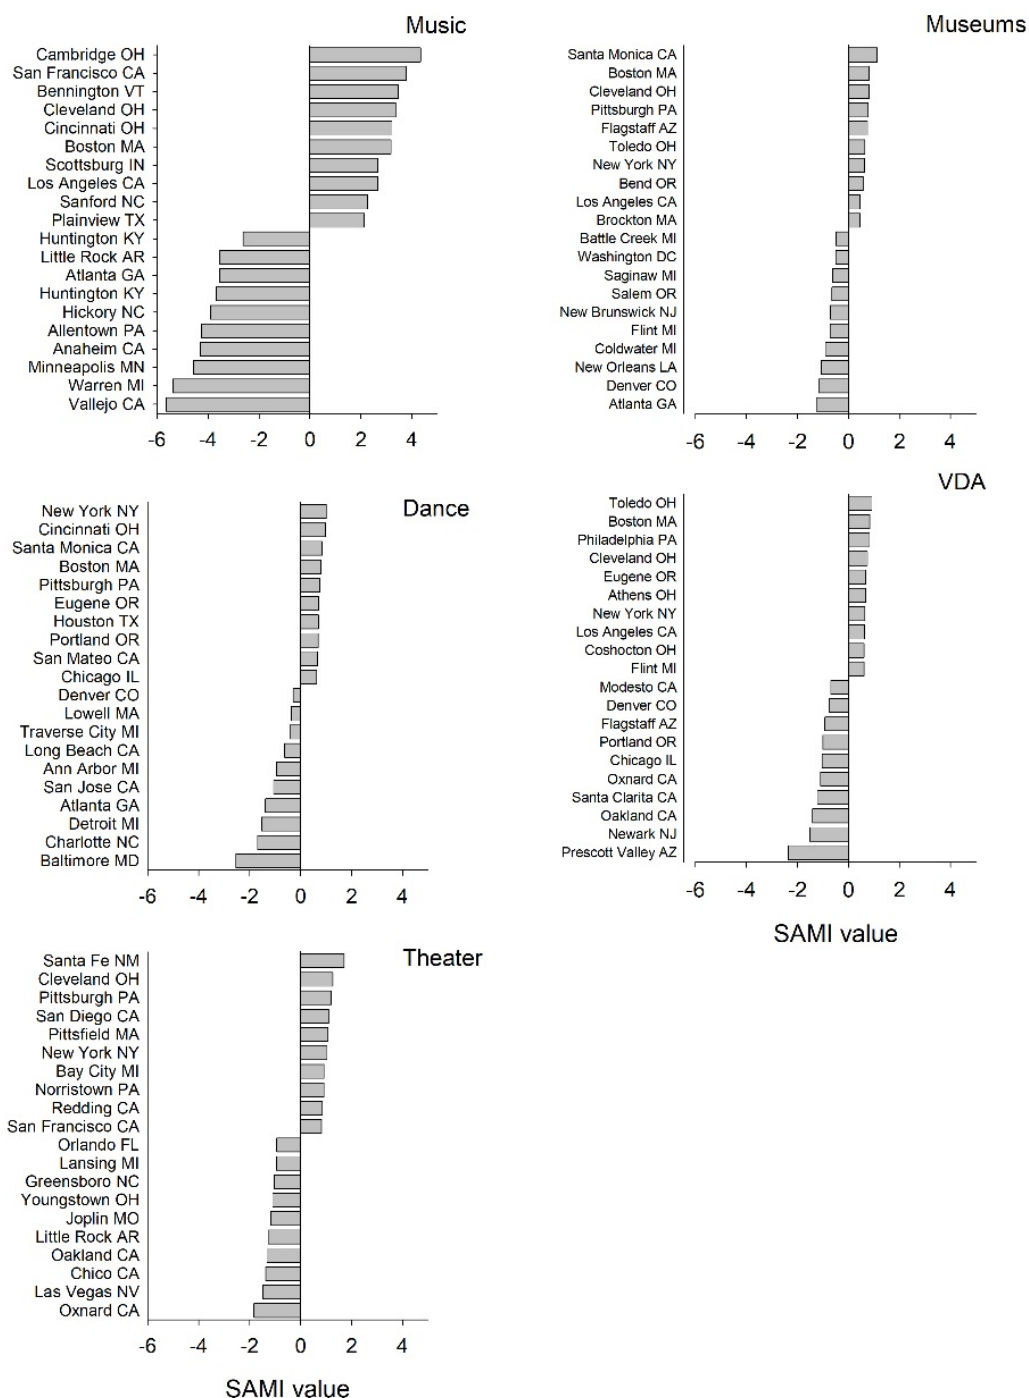 Music
Cambridge OH
San Francisco CA
Bennington VT
Cleveland OH
Cincinnati OH
Boston MA
Scottsburg IN
Los Angeles CA
Sanford NC
Plainview TX
Huntington KY
Little Rock AR
Atlanta GA
Huntington KY
Hickory NC
Allentown PA
Anaheim CA
Minneapolis MN
Warren MI
Vallejo CA
-6 -4 -2 0 2 4
Museums
Santa Monica CA
Boston MA
Cleveland OH
Pittsburgh PA
Flagstaff AZ
Toledo OH
New York NY
Bend OR
Los Angeles CA
Brockton MA
Battle Creek MI
Washington DC
Saginaw MI
Salem OR
New Brunswick NJ
Flint MI
Coldwater MI
New Orleans LA
Denver CO
Atlanta GA
-6 -4 -2 0 2 4
Dance
New York NY
Cincinnati OH
Santa Monica CA
Boston MA
Pittsburgh PA
Eugene OR
Houston TX
Portland OR
San Mateo CA
Chicago IL
Denver CO
Lowell MA
Traverse City MI
Long Beach CA
Ann Arbor MI
San Jose CA
Atlanta GA
Detroit MI
Charlotte NC
Baltimore MD
-6 -4 -2 0 2 4
VDA
Toledo OH
Boston MA
Philadelphia PA
Cleveland OH
Eugene OR
Athens OH
New York NY
Los Angeles CA
Coshocton OH
Flint MI
Modesto CA
Denver CO
Flagstaff AZ
Portland OR
Chicago IL
Oxnard CA
Santa Clarita CA
Oakland CA
Newark NJ
Prescott Valley AZ
-6 -4 -2 0 2 4
SAMI value
Theater
Santa Fe NM
Cleveland OH
Pittsburgh PA
San Diego CA
Pittsfield MA
New York NY
Bay City MI
Norristown PA
Redding CA
San Francisco CA
Orlando FL
Lansing MI
Greensboro NC
Youngstown OH
Joplin MO
Little Rock AR
Oakland CA
Chico CA
Las Vegas NV
Oxnard CA
-6 -4 -2 0 2 4
SAMI value